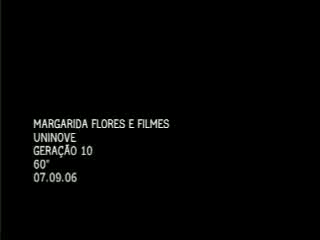 MARGARIDA FLORES E FILMES
UNINOVE
GERAÇÃO 10
60"
07.09.06